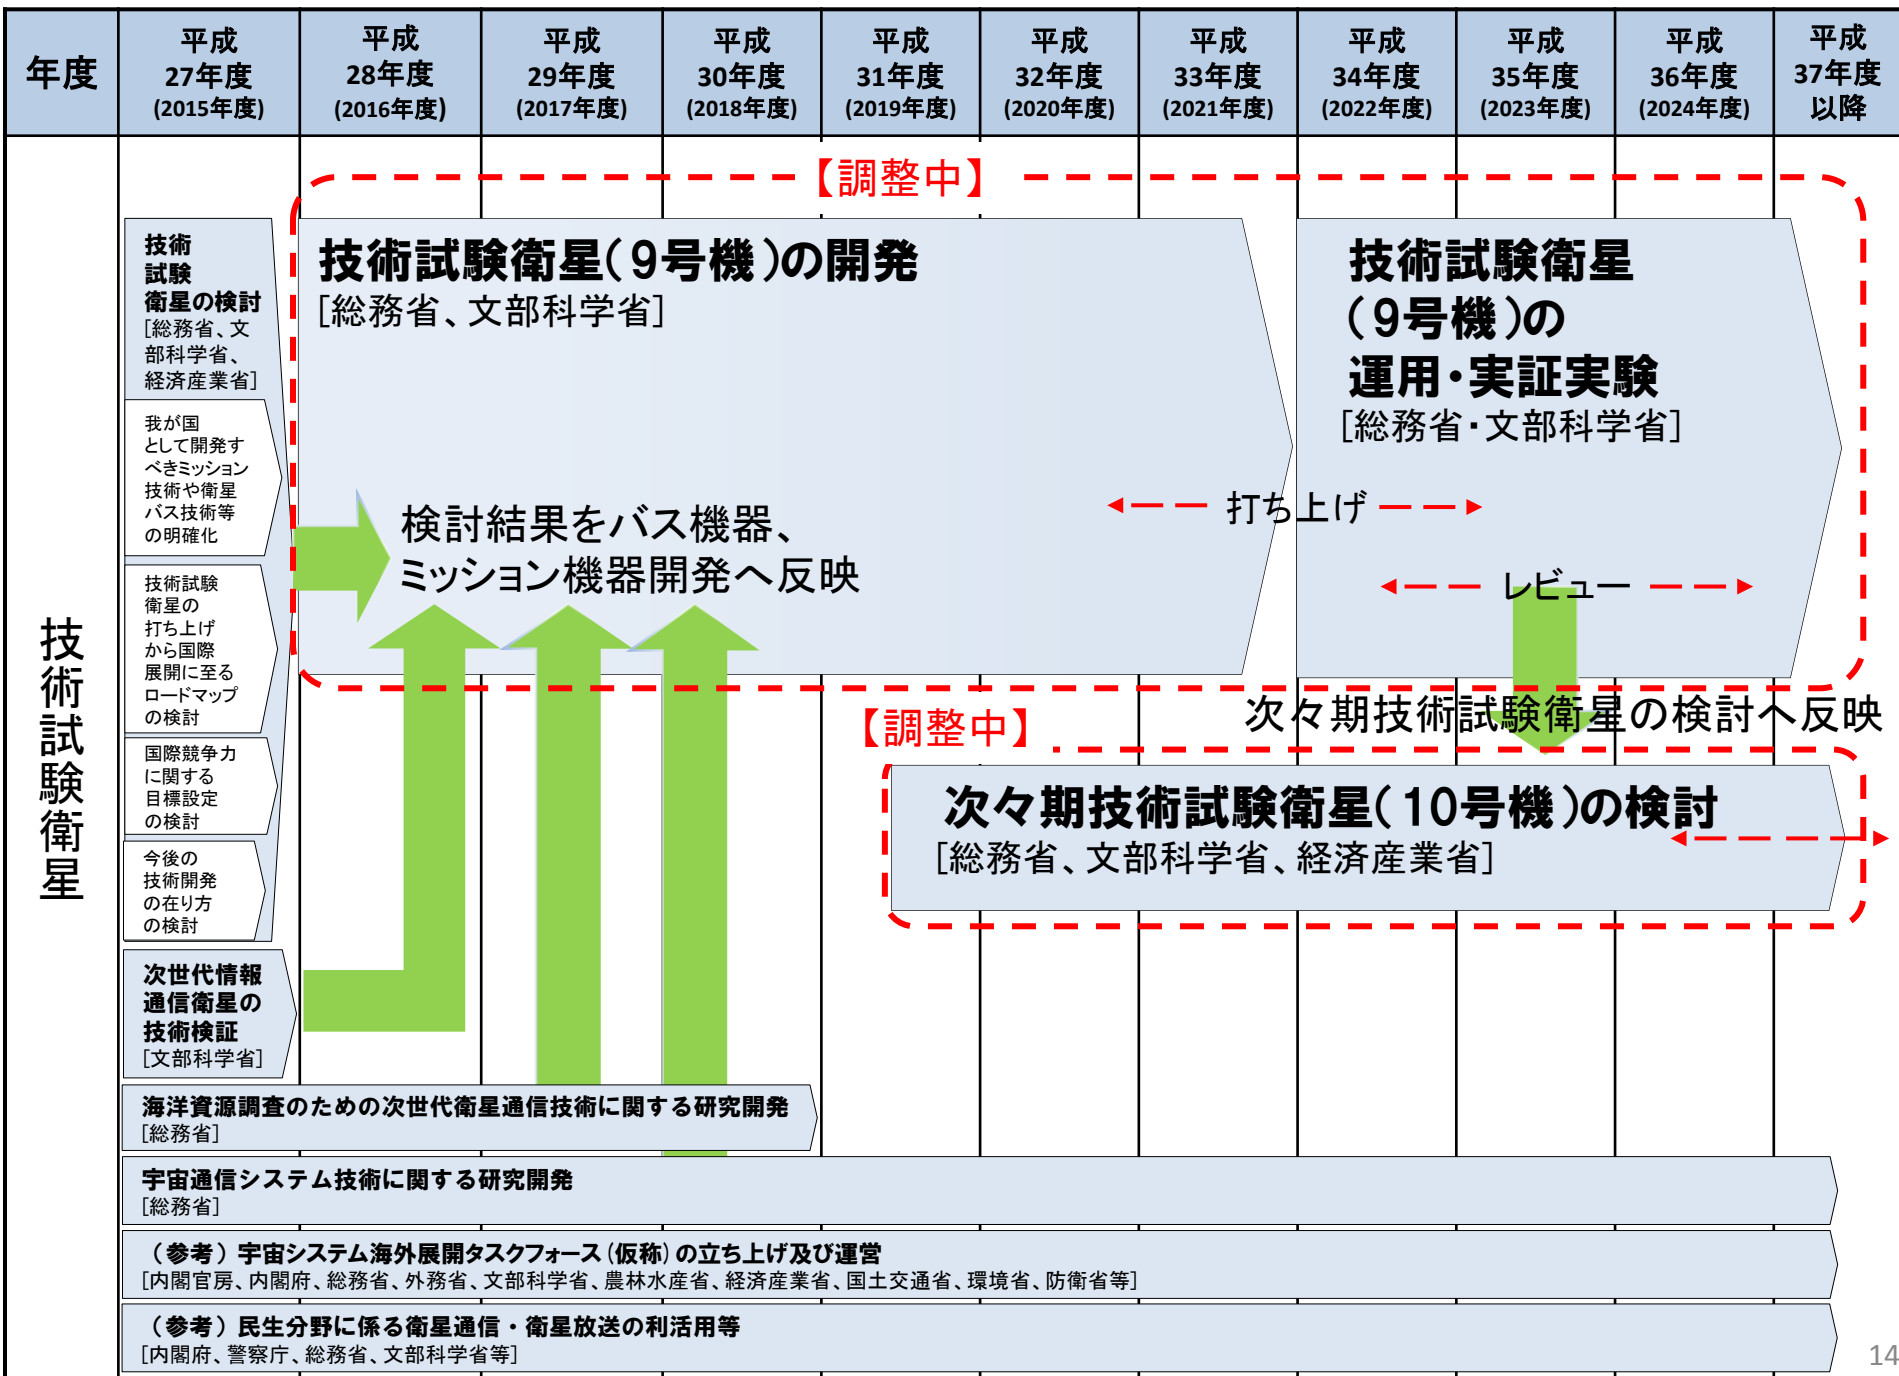 年度
平成
27年度
(2015年度)
平成
28年度
(2016年度)
平成
29年度
(2017年度)
平成
30年度
(2018年度)
平成
31年度
(2019年度)
平成
32年度
(2020年度)
平成
33年度
(2021年度)
平成
34年度
(2022年度)
平成
35年度
(2023年度)
平成
36年度
(2024年度)
平成
37年度
以降
技術試験衛星
【調整中】
技術
試験
衛星の検討
[総務省、文
部科学省、
経済産業省]
我が国
として開発す
べきミッション
技術や衛星
バス技術等
の明確化
技術試験
衛星の
打ち上げ
から国際
展開に至る
ロードマップ
の検討
国際競争力
に関する
目標設定
の検討
今後の
技術開発
の在り方
の検討
技術試験衛星(9号機)の開発
[総務省、文部科学省]
検討結果をバス機器、
ミッション機器開発へ反映
技術試験衛星
(9号機)の
運用・実証実験
[総務省・文部科学省]
打ち上げ
レビュー
次々期技術試験衛星の検討へ反映
【調整中】
次々期技術試験衛星(10号機)の検討
[総務省、文部科学省、経済産業省]
次世代情報
通信衛星の
技術検証
[文部科学省]
海洋資源調査のための次世代衛星通信技術に関する研究開発
[総務省]
宇宙通信システム技術に関する研究開発
[総務省]
(参考)宇宙システム海外展開タスクフォース(仮称)の立ち上げ及び運営
[内閣官房、内閣府、総務省、外務省、文部科学省、農林水産省、経済産業省、国土交通省、環境省、防衛省等]
(参考)民生分野に係る衛星通信・衛星放送の利活用等
[内閣府、警察庁、総務省、文部科学省等]
14